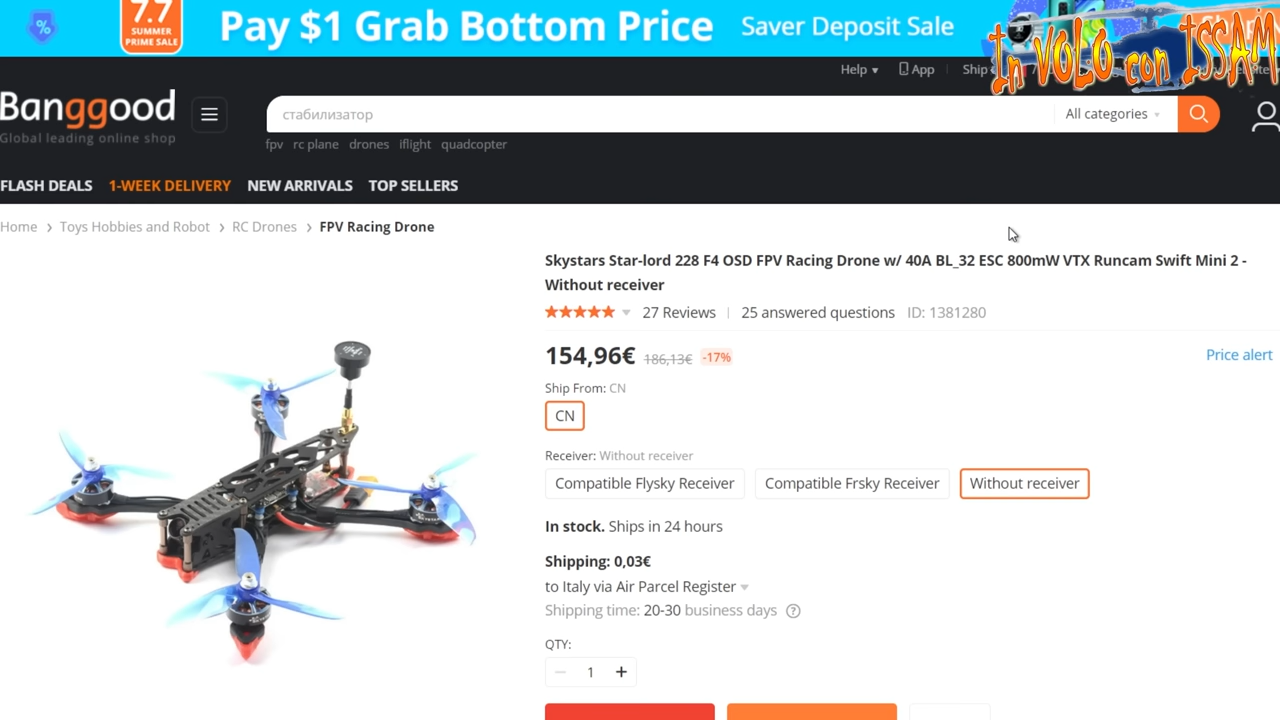 7.7
SUMMER
PRIME SALE
Pay $1 Grab Bottom Price
Saver Deposit Sale
In VOLO con ISSAM
%
Help
App
Ship
Banggood
Global leading online shop
стабилизатор
All categories
fpv rc plane drones iflight quadcopter
FLASH DEALS 1-WEEK DELIVERY NEW ARRIVALS TOP SELLERS
Home > Toys Hobbies and Robot > RC Drones > FPV Racing Drone
Skystars Star-lord 228 F4 OSD FPV Racing Drone w/ 40A BL_32 ESC 800mW VTX Runcam Swift Mini 2 -
Without receiver
27 Reviews | 25 answered questions ID: 1381280
154,96€ 186,13€ -17%
Price alert
Ship From: CN
CN
Receiver: Without receiver
Compatible Flysky Receiver
Compatible Frsky Receiver
Without receiver
In stock. Ships in 24 hours
Shipping: 0,03€
to Italy via Air Parcel Register
Shipping time: 20-30 business days ?
QTY:
− 1 +